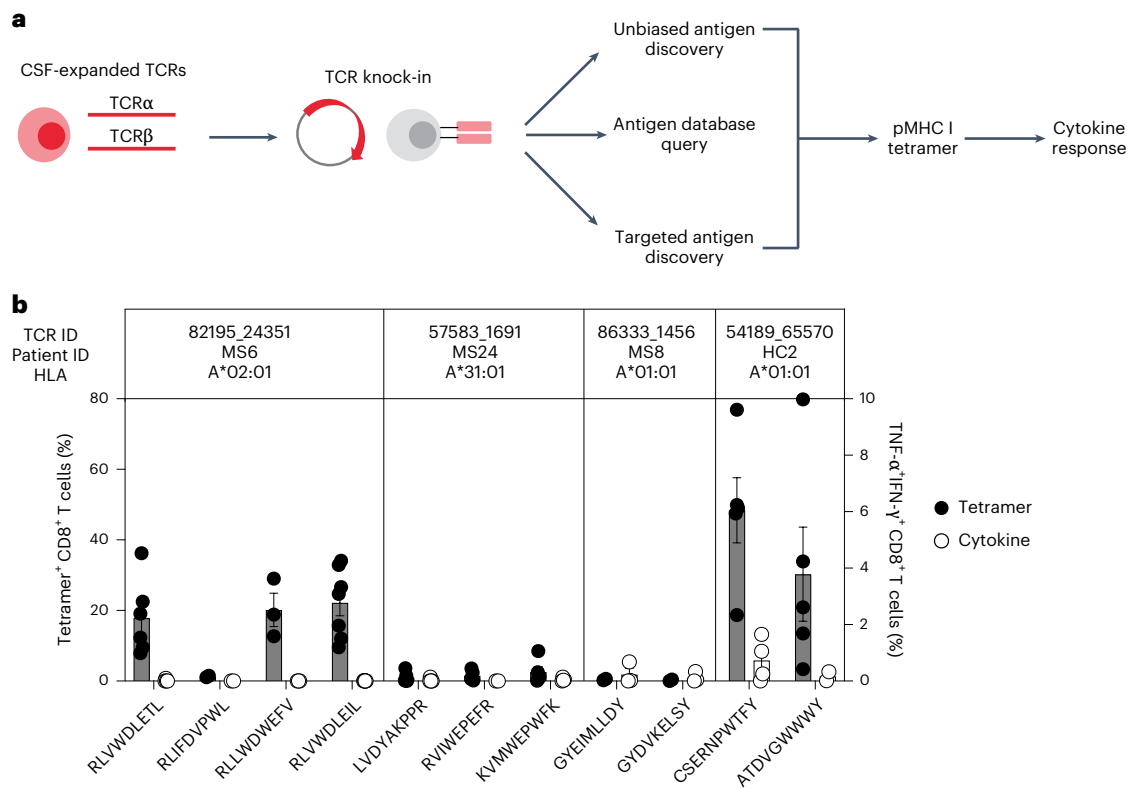 a
CSF-expanded TCRs
TCRα
TCRβ
TCR knock-in
Unbiased antigen
discovery
Antigen database
query
Targeted antigen
discovery
pMHC I
tetramer
Cytokine
response
b
TCR ID
Patient ID
HLA
82195_24351
MS6
A*02:01
57583_1691
MS24
A*31:01
86333_1456
MS8
A*01:01
54189_65570
HC2
A*01:01
Tetramer⁺ CD8⁺ T cells (%)
80
60
40
20
0
10
8
6
4
2
0
TNF-α⁺IFN-γ⁺ CD8⁺ T cells (%)
Tetramer
Cytokine
RLVWDLETL
RLIFDVPWL
RLLWDWEFV
RLVWDLEIL
LVDYAKPPR
RVIWEPEFR
KVMWEPWFK
GYEIMLLDY
GYDVKELSY
CSERNPWTFY
ATDVGWWWY